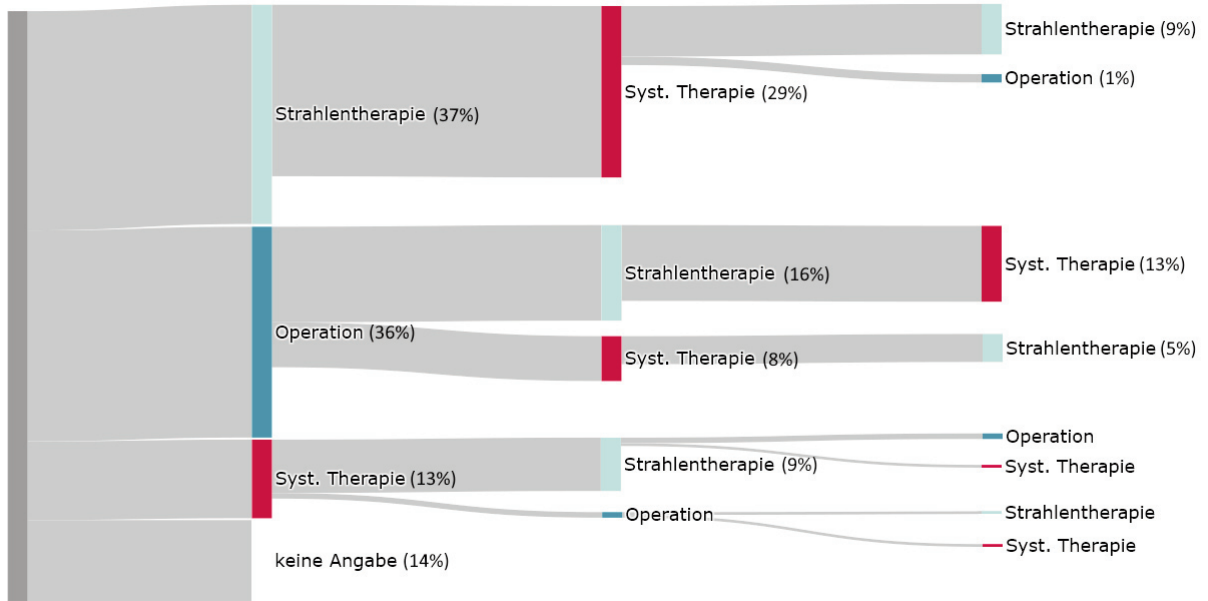 Strahlentherapie (37%)
Syst. Therapie (29%)
Strahlentherapie (9%)
Operation (1%)
Operation (36%)
Strahlentherapie (16%)
Syst. Therapie (13%)
Syst. Therapie (8%)
Strahlentherapie (5%)
Syst. Therapie (13%)
Strahlentherapie (9%)
Operation
Syst. Therapie
Operation
Strahlentherapie
Syst. Therapie
keine Angabe (14%)